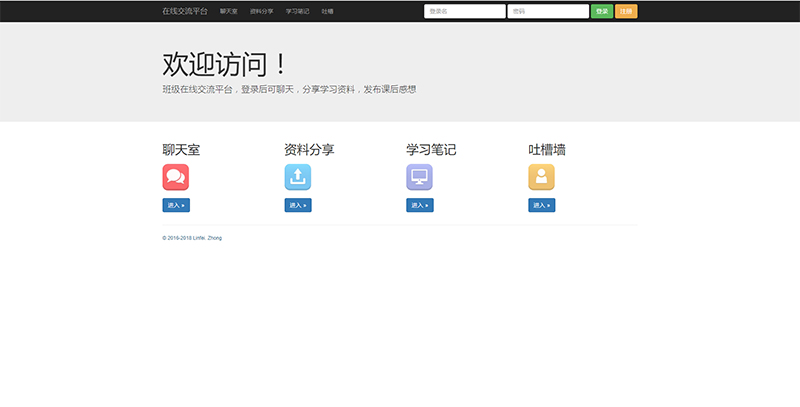 在线交流平台 聊天室 资料分享 学习笔记 吐槽 登录名 密码 登录 注册
欢迎访问！
班级在线交流平台，登录后可聊天，分享学习资料，发布课后感想
聊天室 资料分享 学习笔记 吐槽墙
进入 » 进入 » 进入 » 进入 »
© 2016-2018 Linfei. Zhong